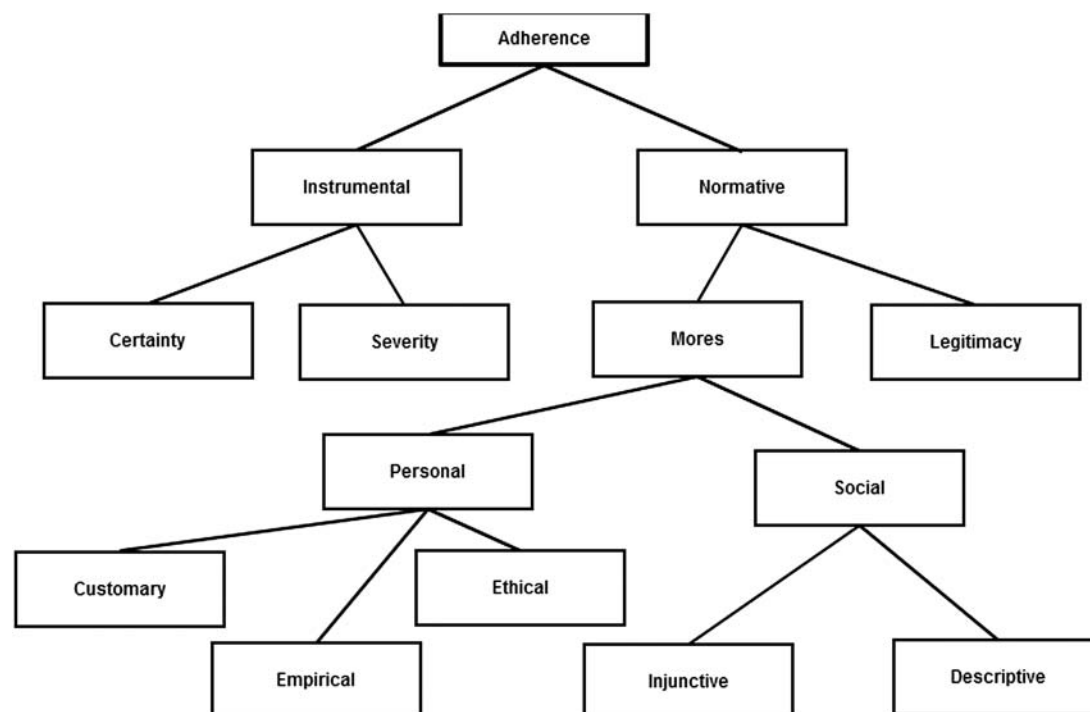 Adherence
Instrumental
Normative
Certainty
Severity
Mores
Legitimacy
Personal
Social
Customary
Ethical
Empirical
Injunctive
Descriptive